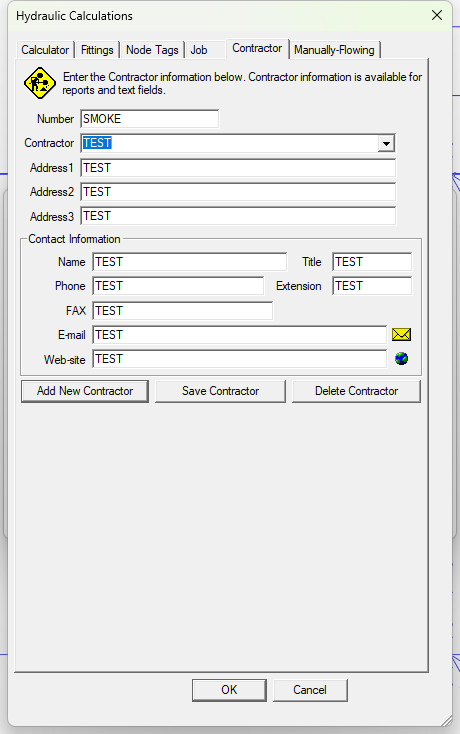 Hydraulic Calculations
Calculator Fittings Node Tags Job Contractor Manually-Flowing
Enter the Contractor information below. Contractor information is available for
reports and text fields.
Number SMOKE
Contractor TEST
Address1 TEST
Address2 TEST
Address3 TEST
Contact Information
Name TEST Title TEST
Phone TEST Extension TEST
FAX TEST
E-mail TEST
Web-site TEST
Add New Contractor Save Contractor Delete Contractor
OK Cancel